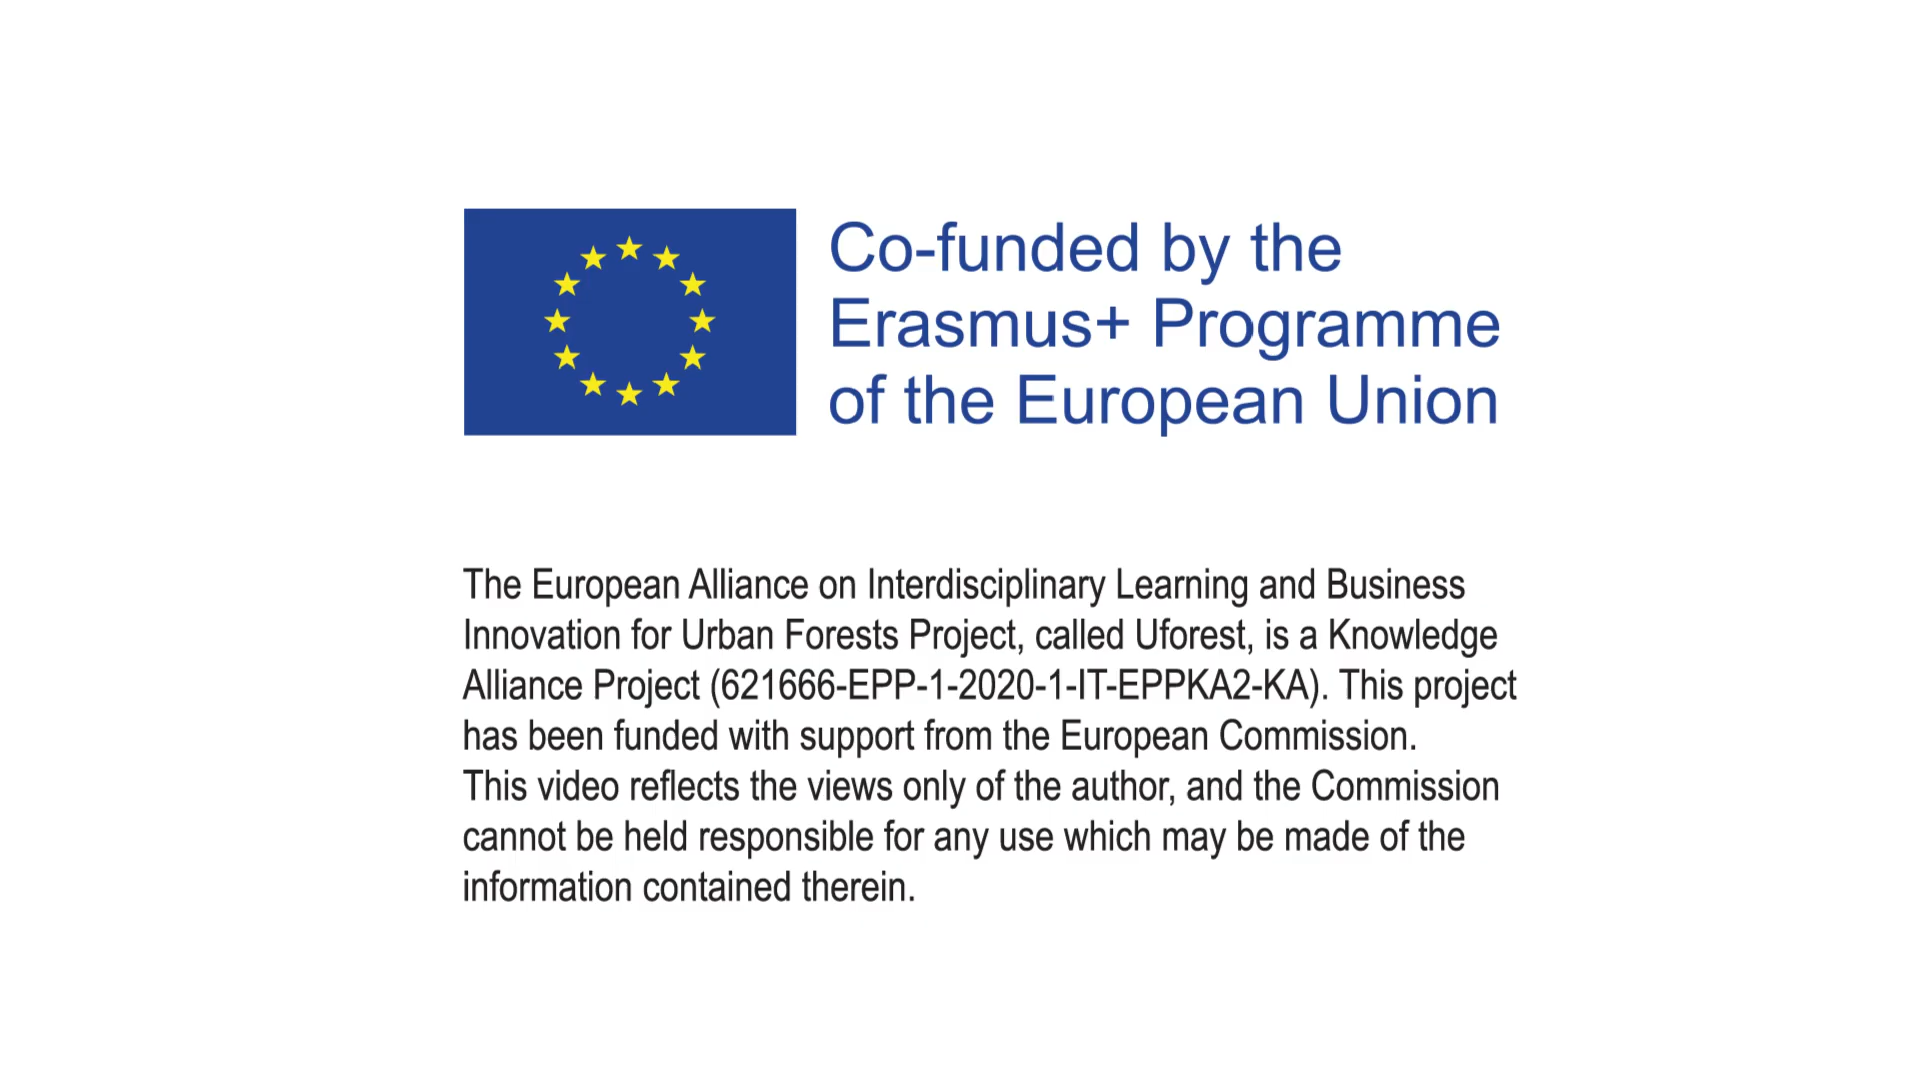 Co-funded by the
Erasmus+ Programme
of the European Union
The European Alliance on Interdisciplinary Learning and Business
Innovation for Urban Forests Project, called Uforest, is a Knowledge
Alliance Project (621666-EPP-1-2020-1-IT-EPPKA2-KA). This project
has been funded with support from the European Commission.
This video reflects the views only of the author, and the Commission
cannot be held responsible for any use which may be made of the
information contained therein.